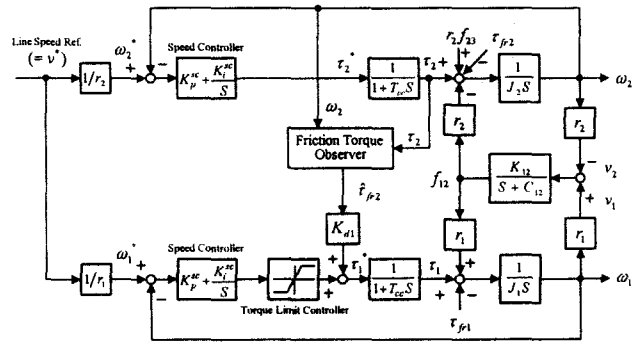 Line Speed Ref.
(= v*)
ω₂*
+
−
1/r₂
Speed Controller
K_p^sc + K_i^sc / S
τ₂*
1 / 1 + T_cc S
τ₂ +
r₂ f₂₃
+
−
τ_fr2
−
1 / J₂ S
ω₂
ω₂
τ₂
Friction Torque
Observer
τ̂_fr2
K_d1
r₂
r₂
f₁₂
K₁₂ / S + C₁₂
−
v₂
+
v₁
r₁
r₁
ω₁*
+
−
1/r₁
Speed Controller
K_p^sc + K_i^sc / S
Torque Limit Controller
+
+
τ₁*
1 / 1 + T_cc S
τ₁
+
−
−
τ_fr1
1 / J₁ S
ω₁